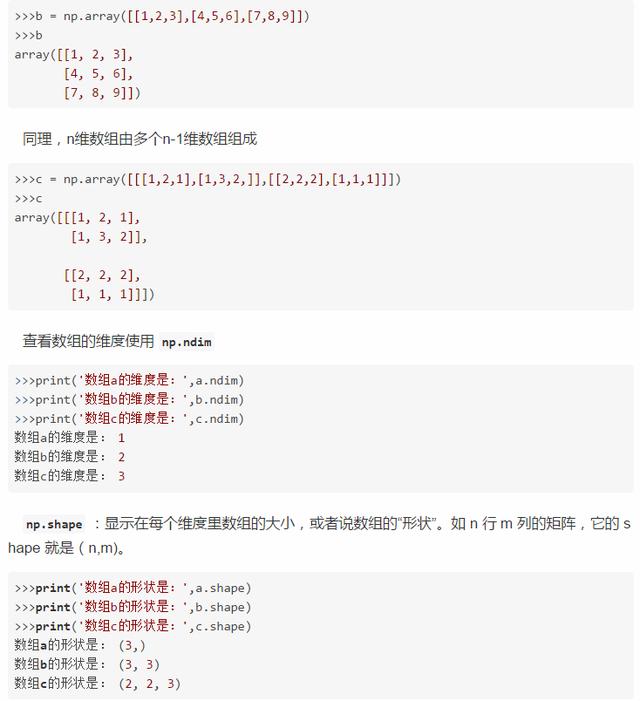 >>>b = np.array([[1,2,3],[4,5,6],[7,8,9]])
>>>b
array([[1, 2, 3],
       [4, 5, 6],
       [7, 8, 9]])
同理，n维数组由多个n-1维数组组成
>>>c = np.array([[[1,2,1],[1,3,2,]],[[2,2,2],[1,1,1]]])
>>>c
array([[[1, 2, 1],
        [1, 3, 2]],
       [[2, 2, 2],
        [1, 1, 1]]])
查看数组的维度使用 np.ndim
>>>print('数组a的维度是：',a.ndim)
>>>print('数组b的维度是：',b.ndim)
>>>print('数组c的维度是：',c.ndim)
数组a的维度是： 1
数组b的维度是： 2
数组c的维度是： 3
np.shape ：显示在每个维度里数组的大小，或者说数组的“形状”。如 n 行 m 列的矩阵，它的 s
hape 就是（ n,m)。
>>>print('数组a的形状是：',a.shape)
>>>print('数组b的形状是：',b.shape)
>>>print('数组c的形状是：',c.shape)
数组a的形状是： (3,)
数组b的形状是： (3, 3)
数组c的形状是： (2, 2, 3)